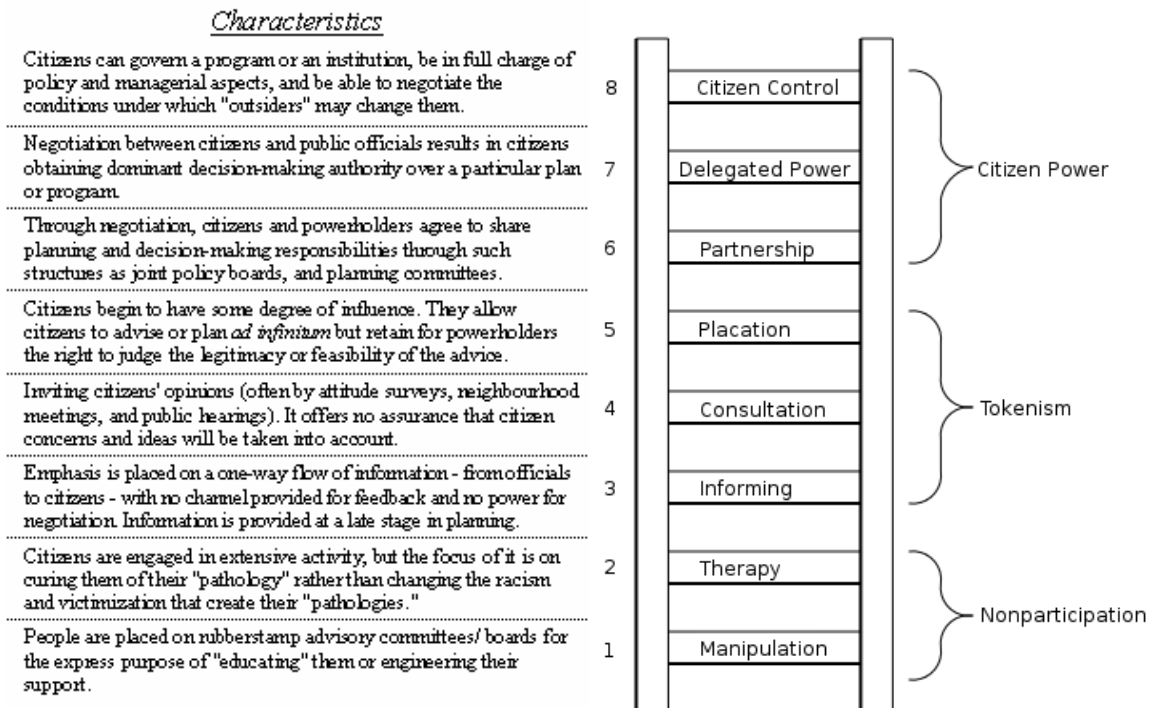 Characteristics
Citizens can govern a program or an institution, be in full charge of
policy and managerial aspects, and be able to negotiate the
conditions under which "outsiders" may change them.
Negotiation between citizens and public officials results in citizens
obtaining dominant decision-making authority over a particular plan
or program.
Through negotiation, citizens and powerholders agree to share
planning and decision-making responsibilities through such
structures as joint policy boards, and planning committees.
Citizens begin to have some degree of influence. They allow
citizens to advise or plan ad infinitum but retain for powerholders
the right to judge the legitimacy or feasibility of the advice.
Inviting citizens' opinions (often by attitude surveys, neighbourhood
meetings, and public hearings). It offers no assurance that citizen
concerns and ideas will be taken into account.
Emphasis is placed on a one-way flow of information - from officials
to citizens - with no channel provided for feedback and no power for
negotiation. Information is provided at a late stage in planning.
Citizens are engaged in extensive activity, but the focus of it is on
curing them of their "pathology" rather than changing the racism
and victimization that create their "pathologies."
People are placed on rubberstamp advisory committees/ boards for
the express purpose of "educating" them or engineering their
support.
8 Citizen Control
7 Delegated Power
6 Partnership
5 Placation
4 Consultation
3 Informing
2 Therapy
1 Manipulation
Citizen Power
Tokenism
Nonparticipation